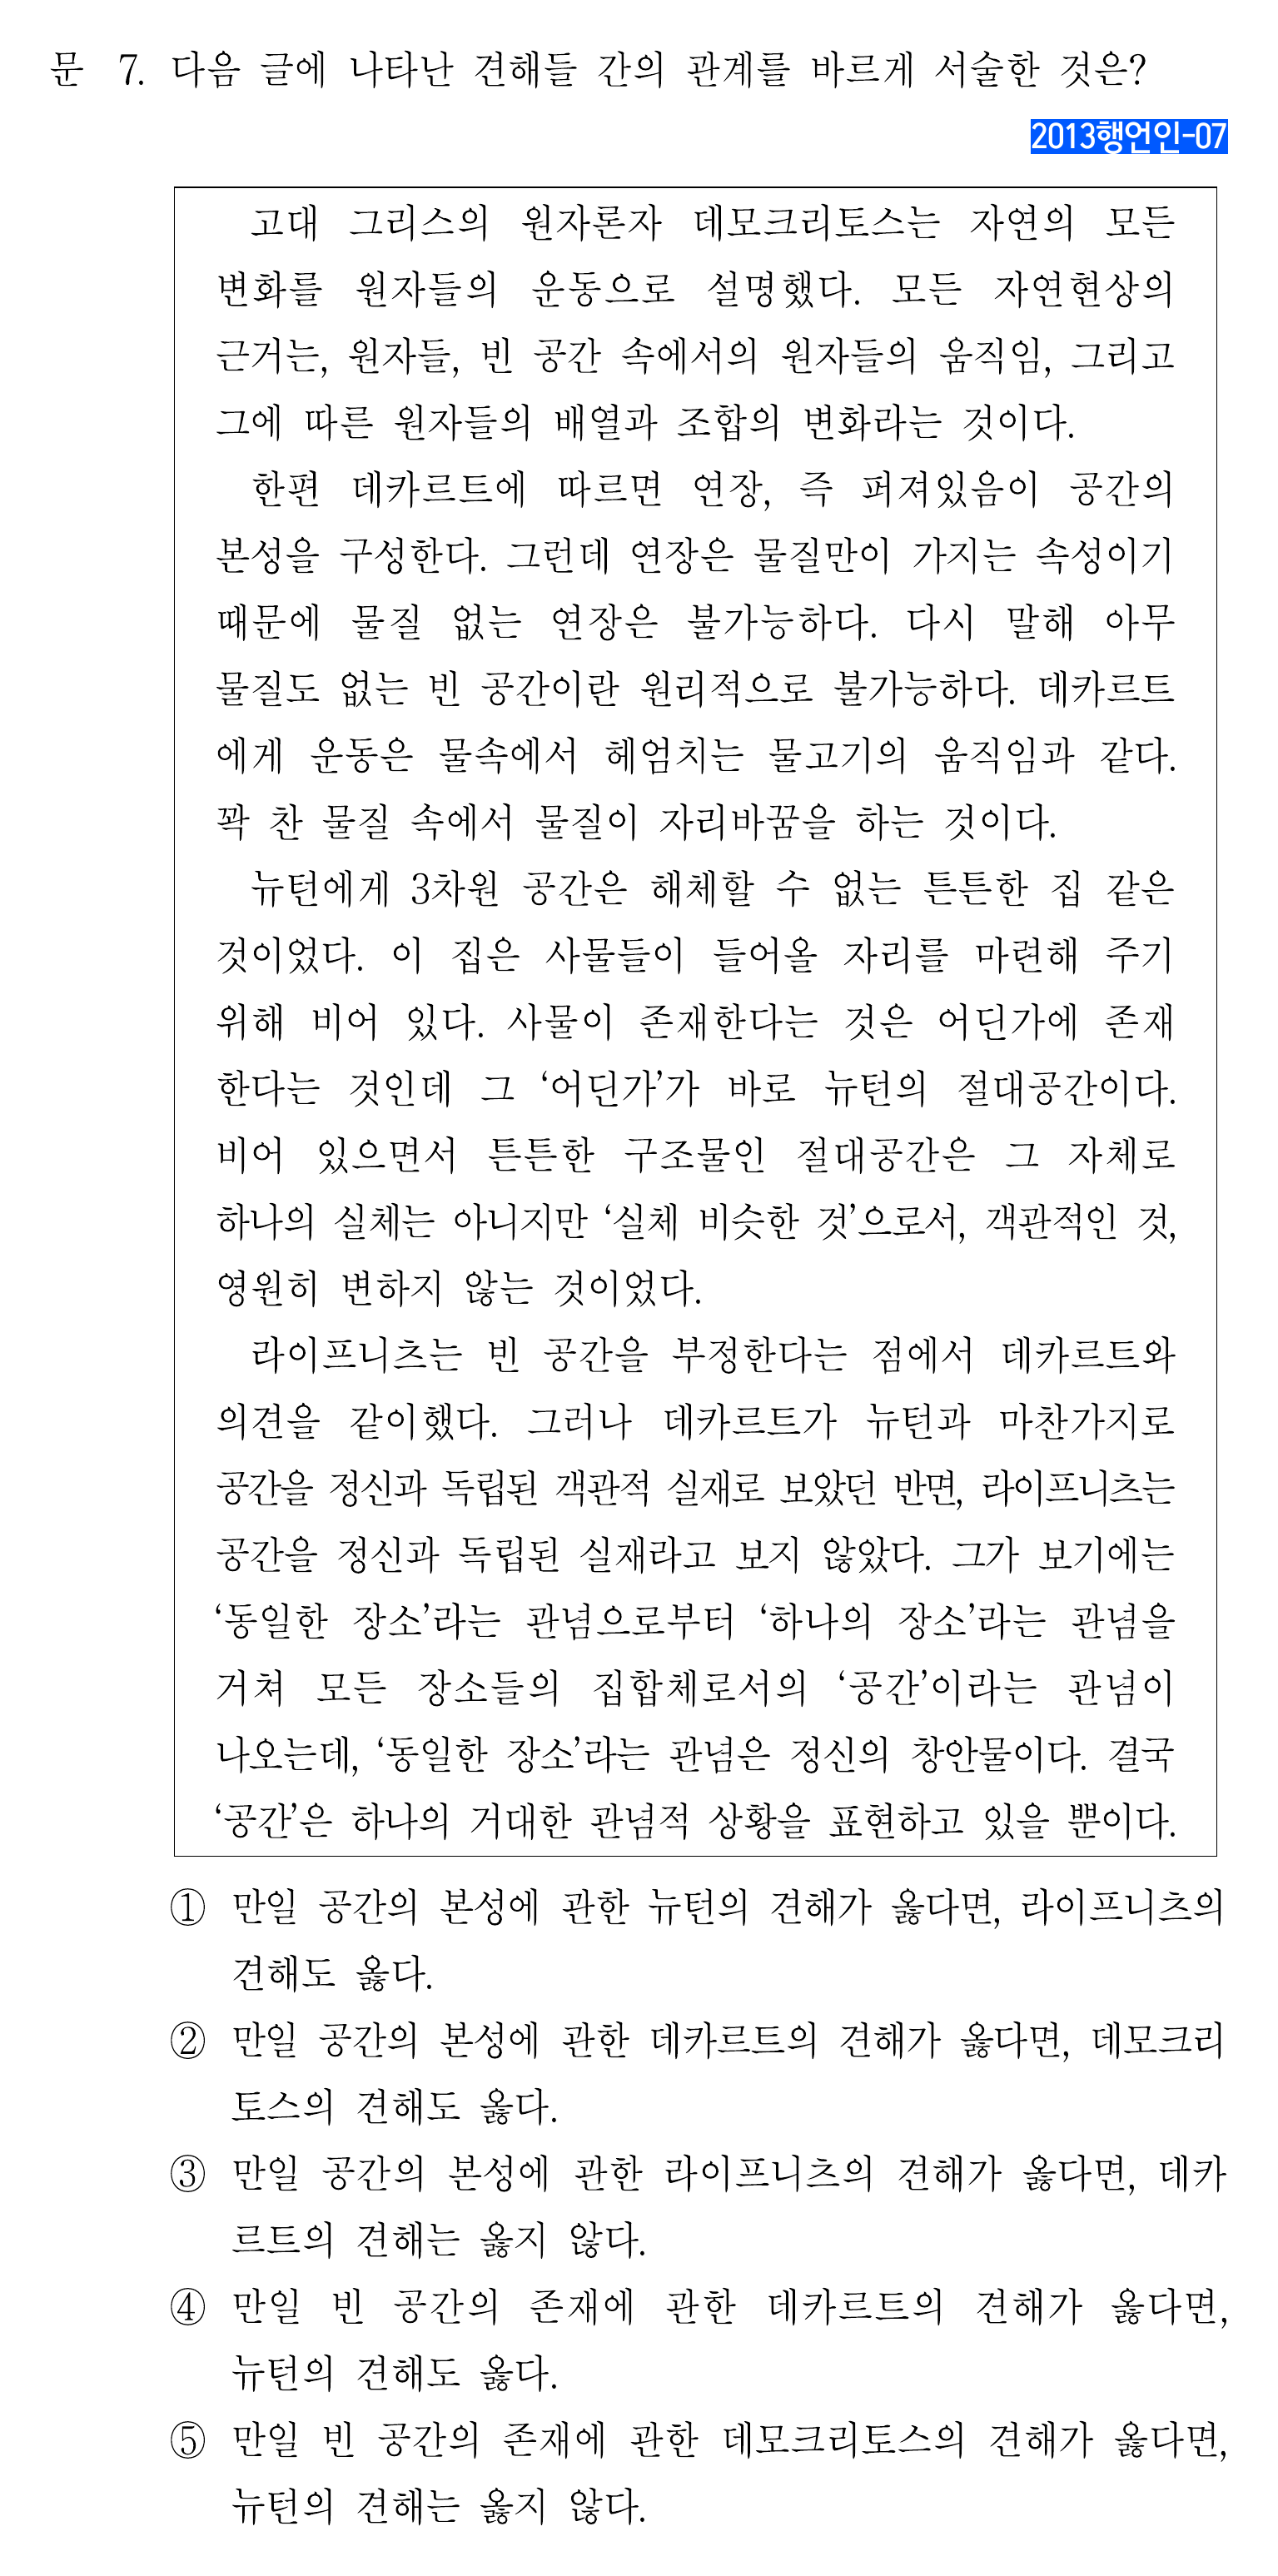 문 7. 다음 글에 나타난 견해들 간의 관계를 바르게 서술한 것은?
2013행언인-07
고대 그리스의 원자론자 데모크리토스는 자연의 모든
변화를 원자들의 운동으로 설명했다. 모든 자연현상의
근거는, 원자들, 빈 공간 속에서의 원자들의 움직임, 그리고
그에 따른 원자들의 배열과 조합의 변화라는 것이다.
한편 데카르트에 따르면 연장, 즉 퍼져있음이 공간의
본성을 구성한다. 그런데 연장은 물질만이 가지는 속성이기
때문에 물질 없는 연장은 불가능하다. 다시 말해 아무
물질도 없는 빈 공간이란 원리적으로 불가능하다. 데카르트
에게 운동은 물속에서 헤엄치는 물고기의 움직임과 같다.
꽉 찬 물질 속에서 물질이 자리바꿈을 하는 것이다.
뉴턴에게 3차원 공간은 해체할 수 없는 튼튼한 집 같은
것이었다. 이 집은 사물들이 들어올 자리를 마련해 주기
위해 비어 있다. 사물이 존재한다는 것은 어딘가에 존재
한다는 것인데 그 ‘어딘가’가 바로 뉴턴의 절대공간이다.
비어 있으면서 튼튼한 구조물인 절대공간은 그 자체로
하나의 실체는 아니지만 ‘실체 비슷한 것’으로서, 객관적인 것,
영원히 변하지 않는 것이었다.
라이프니츠는 빈 공간을 부정한다는 점에서 데카르트와
의견을 같이했다. 그러나 데카르트가 뉴턴과 마찬가지로
공간을 정신과 독립된 객관적 실재로 보았던 반면, 라이프니츠는
공간을 정신과 독립된 실재라고 보지 않았다. 그가 보기에는
‘동일한 장소’라는 관념으로부터 ‘하나의 장소’라는 관념을
거쳐 모든 장소들의 집합체로서의 ‘공간’이라는 관념이
나오는데, ‘동일한 장소’라는 관념은 정신의 창안물이다. 결국
‘공간’은 하나의 거대한 관념적 상황을 표현하고 있을 뿐이다.
① 만일 공간의 본성에 관한 뉴턴의 견해가 옳다면, 라이프니츠의
견해도 옳다.
② 만일 공간의 본성에 관한 데카르트의 견해가 옳다면, 데모크리
토스의 견해도 옳다.
③ 만일 공간의 본성에 관한 라이프니츠의 견해가 옳다면, 데카
르트의 견해는 옳지 않다.
④ 만일 빈 공간의 존재에 관한 데카르트의 견해가 옳다면,
뉴턴의 견해도 옳다.
⑤ 만일 빈 공간의 존재에 관한 데모크리토스의 견해가 옳다면,
뉴턴의 견해는 옳지 않다.